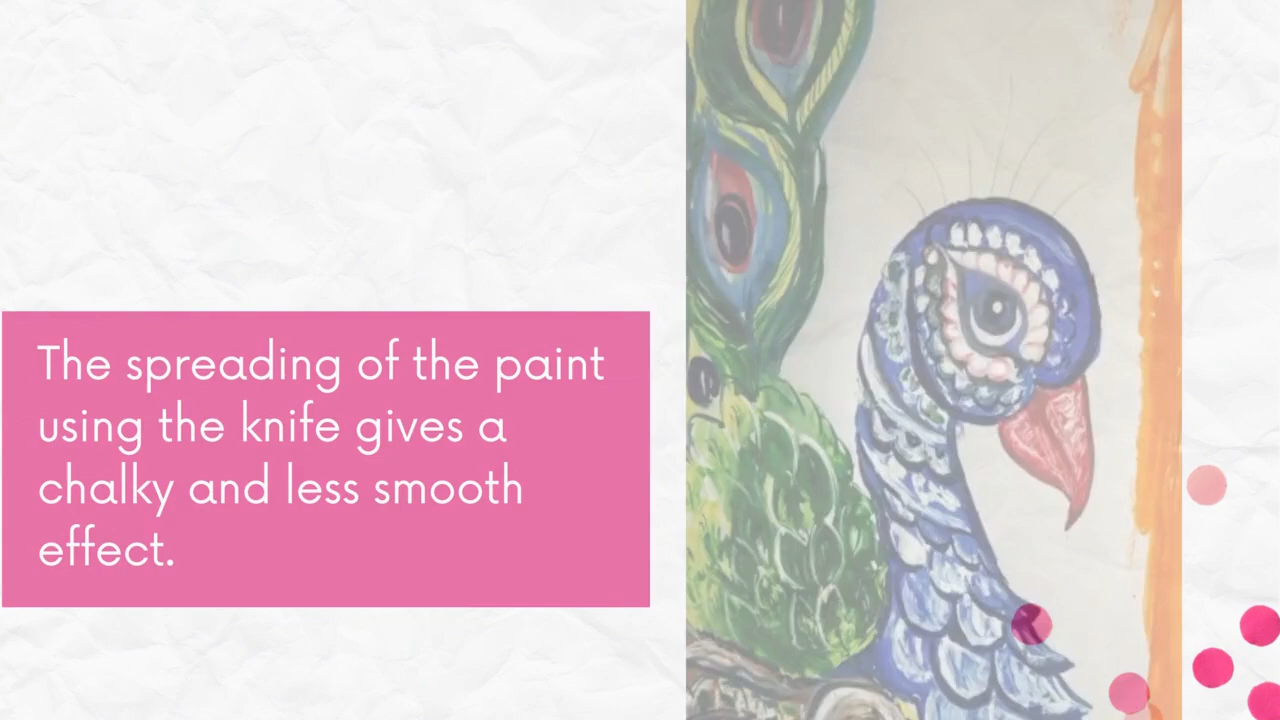 The spreading of the paint
using the knife gives a
chalky and less smooth
effect.